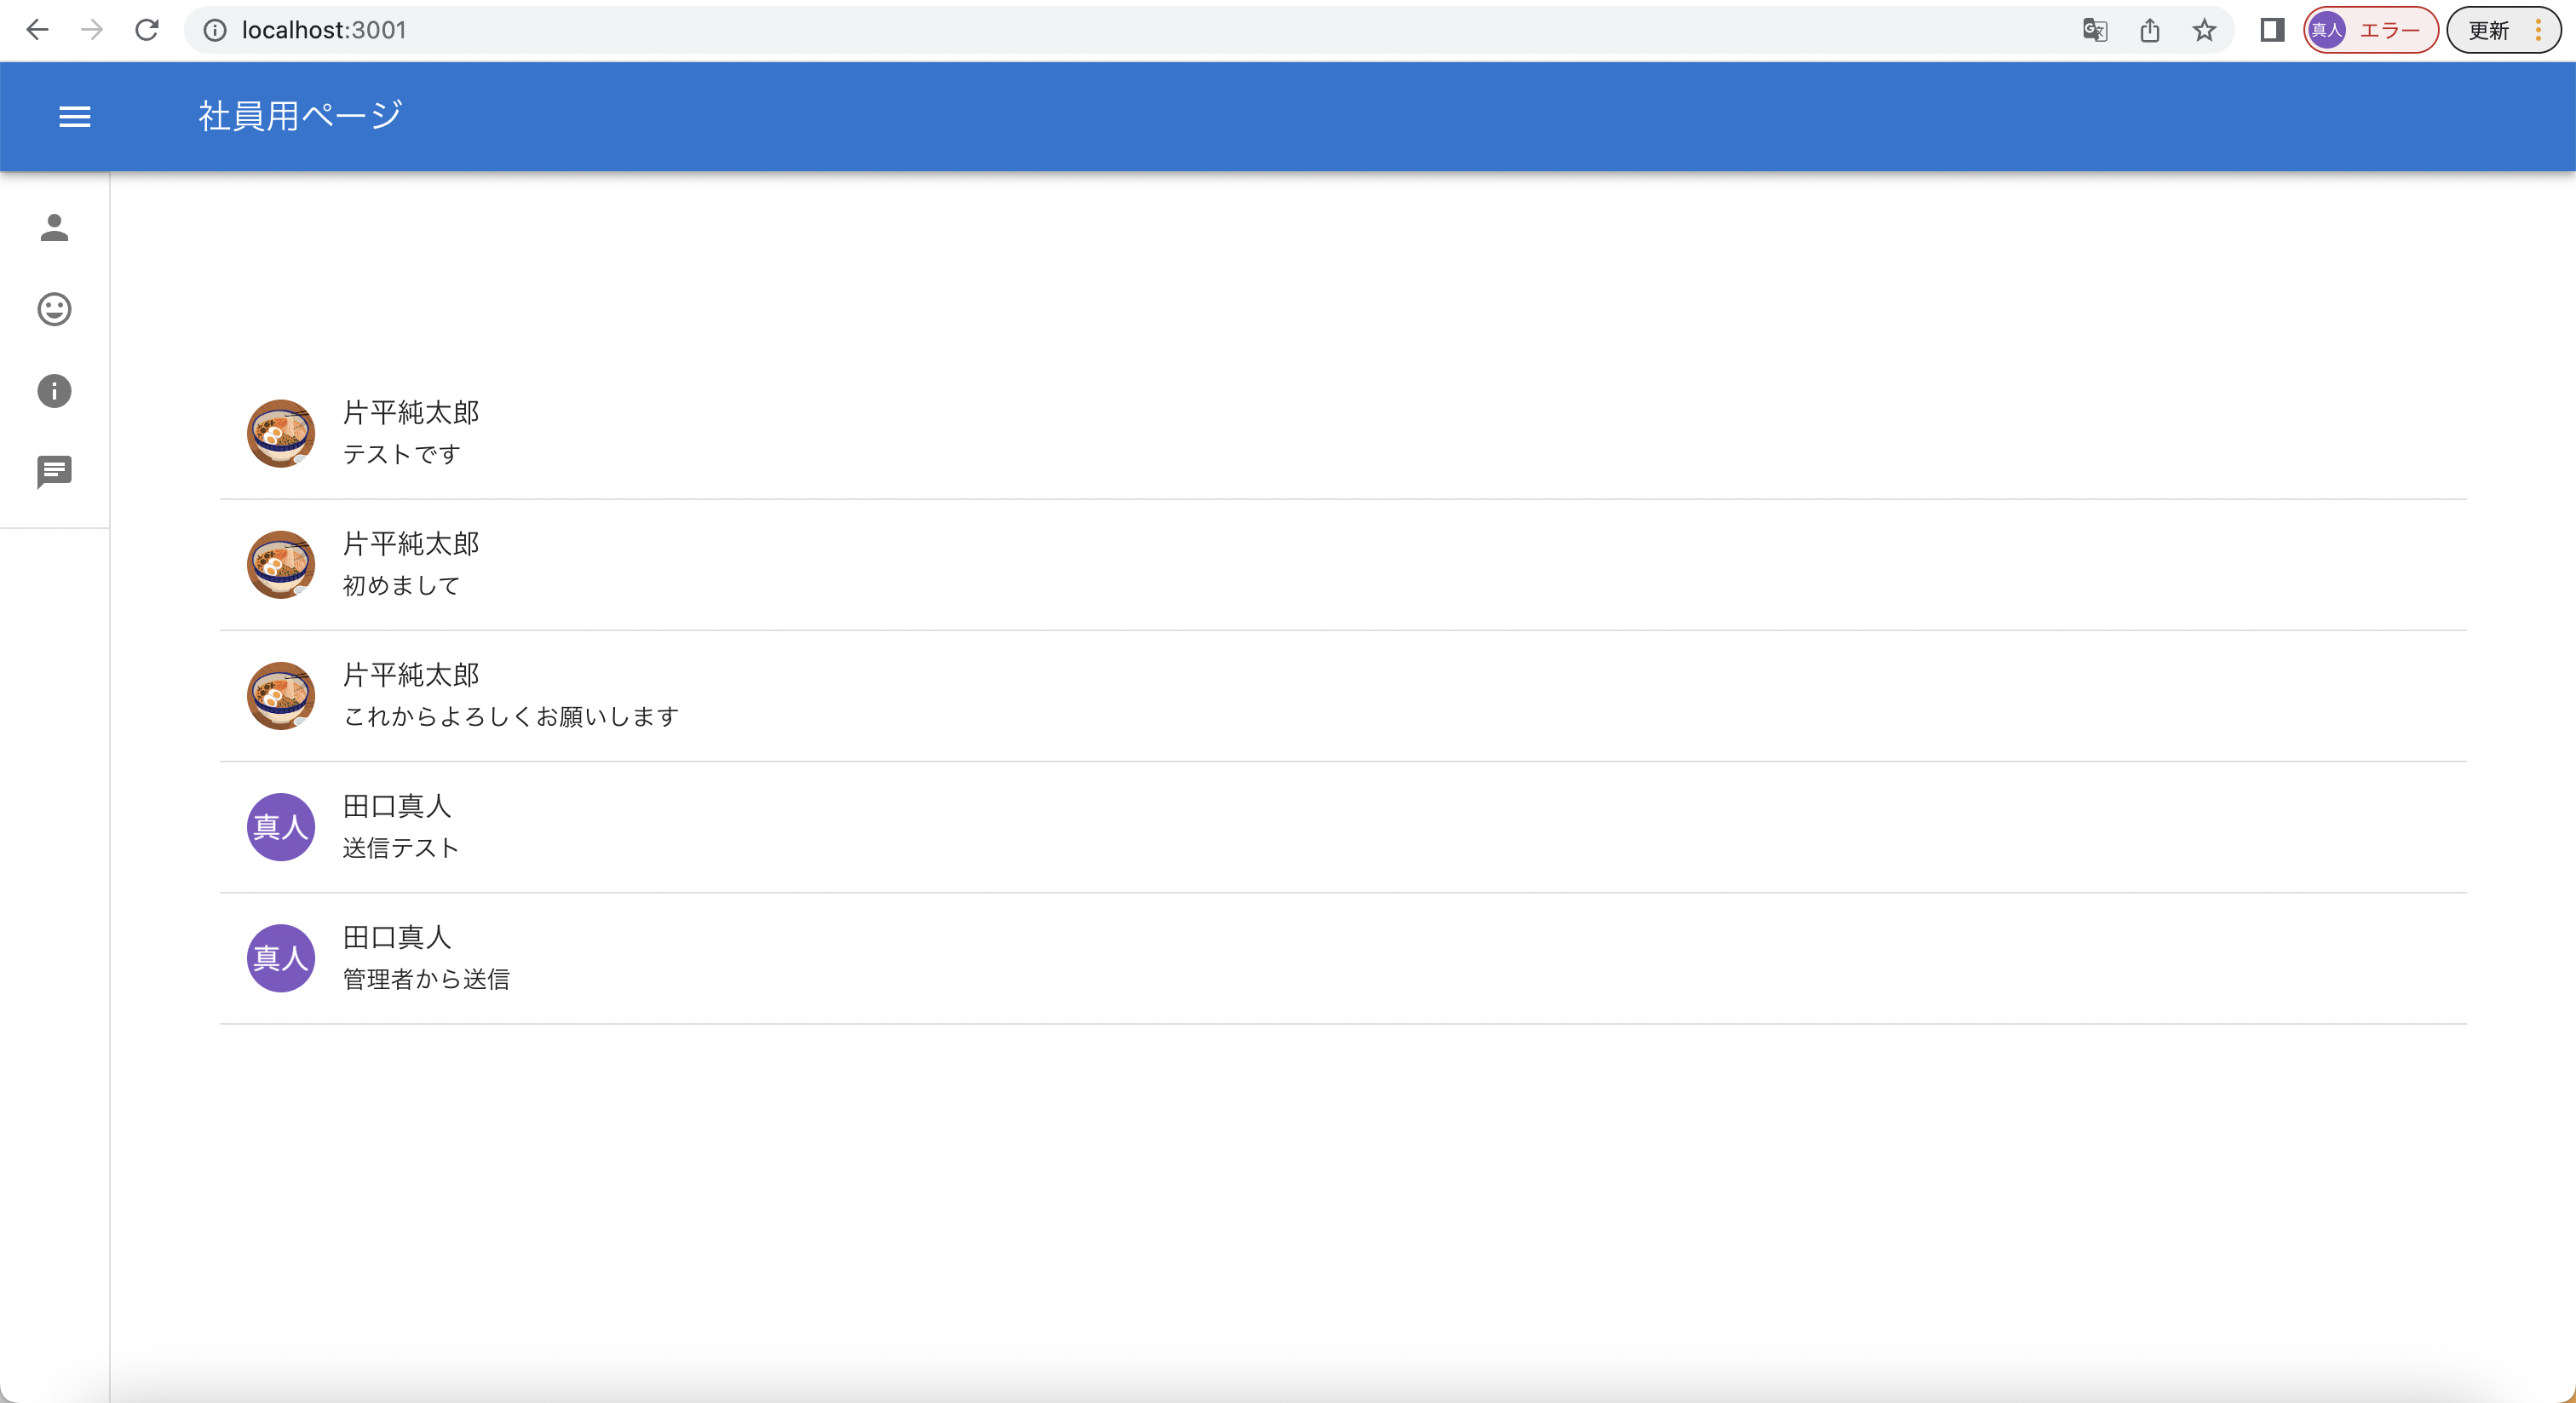 localhost:3001
真人 エラー
更新
社員用ページ
片平純太郎
テストです
片平純太郎
初めまして
片平純太郎
これからよろしくお願いします
真人
田口真人
送信テスト
真人
田口真人
管理者から送信